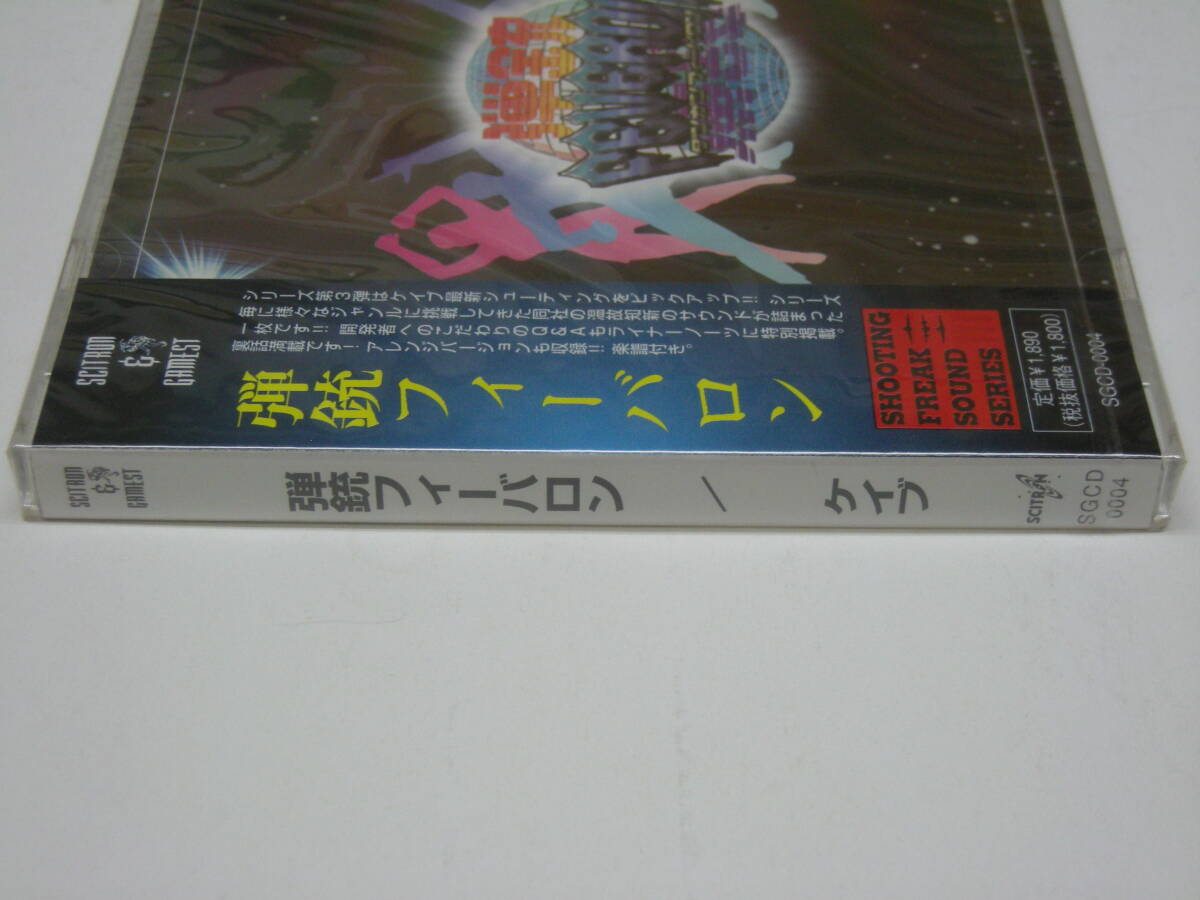 弾銃
FEVERON
シリーズ第3弾はケイブ最新シューティングをピックアップ!! シリーズ
毎に様々なジャンルに挑戦してきた同社の温故知新のサウンドが詰まった
一枚です!! 開発者へのこだわりのQ&Aもライナーノーツに特別掲載。
裏話満載です! アレンジバージョンも収録!! 楽譜付き。
SCITRON
&
GAMEST
弾銃フィーバロン
SHOOTING
FREAK
SOUND
SERIES
定価¥1,890
(税抜価格¥1,800)
SGCD-0004
SCITRON
&
GAMEST
弾銃フィーバロン / ケイブ
SCITRON
SGCD
0004